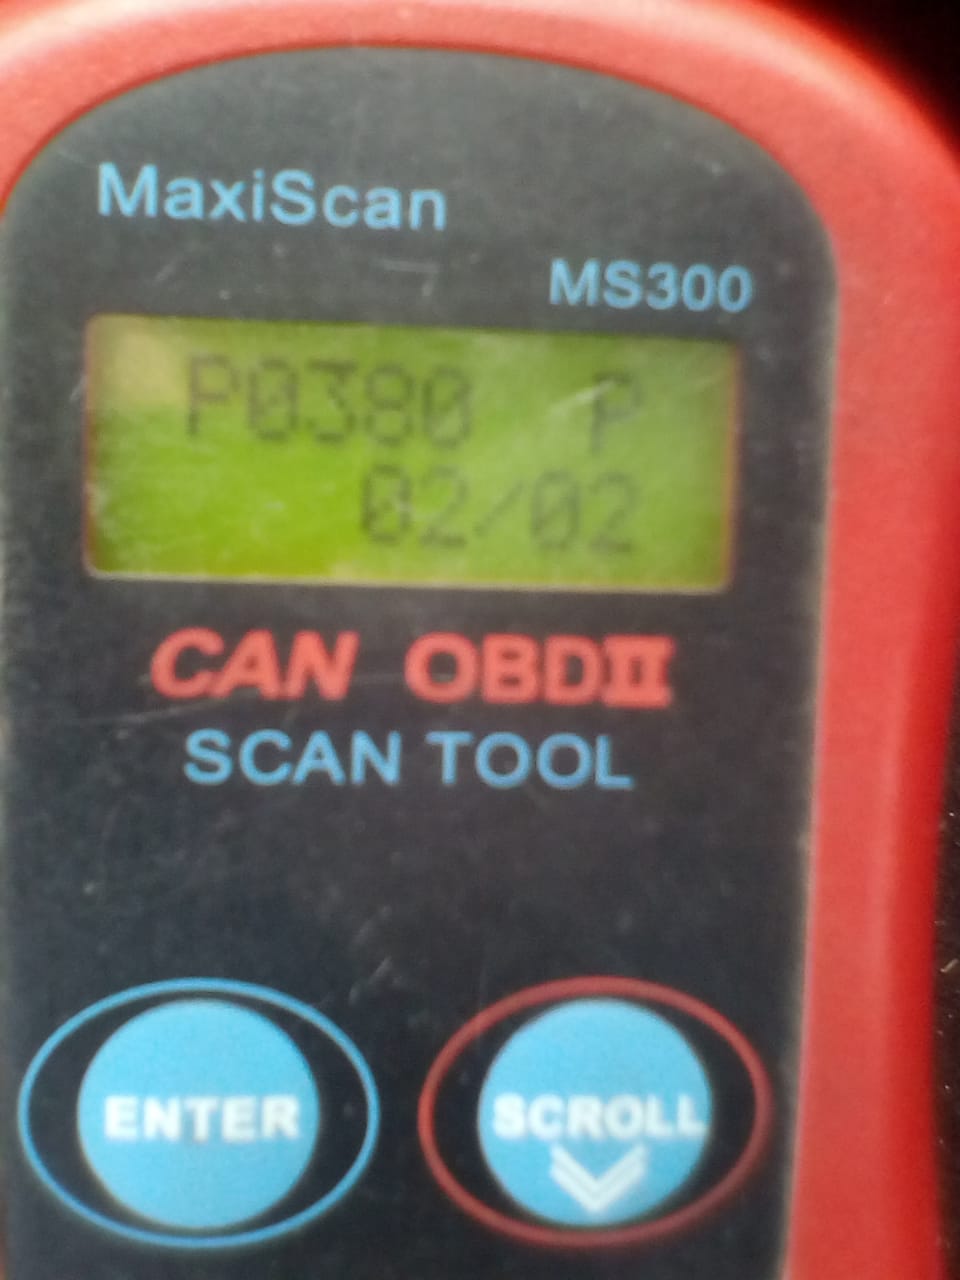 MaxiScan
MS300
P0380 P
02/02
CAN OBDII
SCAN TOOL
ENTER
SCROLL